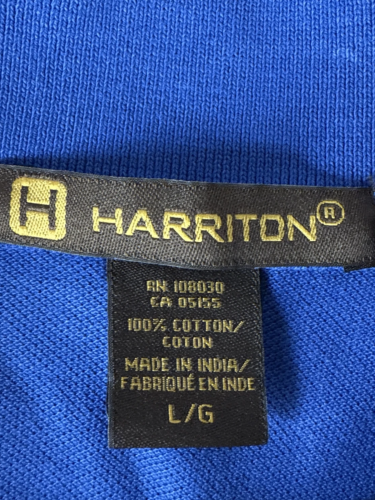 H HARRITON®
RN 108030
CA 05155
100% COTTON/
COTON
MADE IN INDIA/
FABRIQUÉ EN INDE
L/G